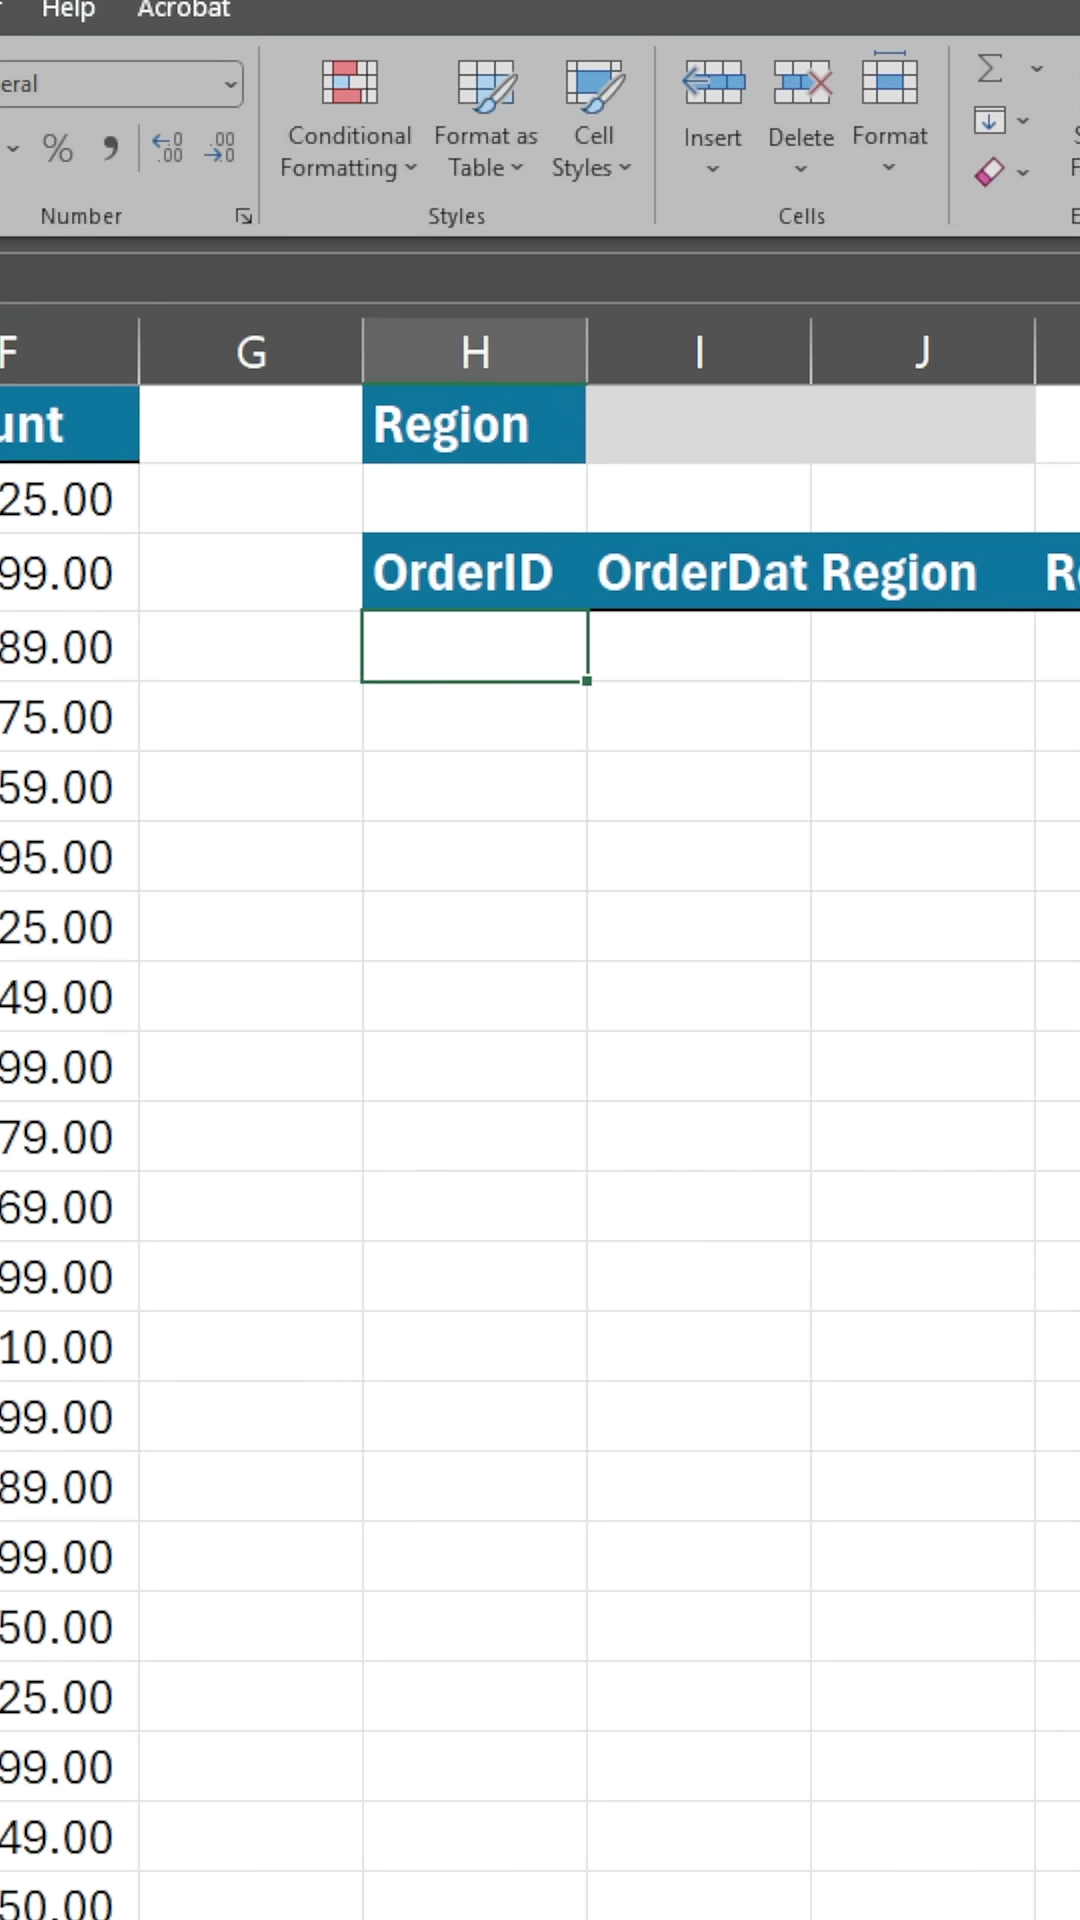 Help Acrobat
eral
% , .00 .00
Conditional Formatting
Format as Table
Cell Styles
Insert Delete Format
Number Styles Cells
F G H I J
unt Region
25.00
99.00 OrderID OrderDat Region
89.00
75.00
59.00
95.00
25.00
49.00
99.00
79.00
69.00
99.00
10.00
99.00
89.00
99.00
50.00
25.00
99.00
49.00
50.00